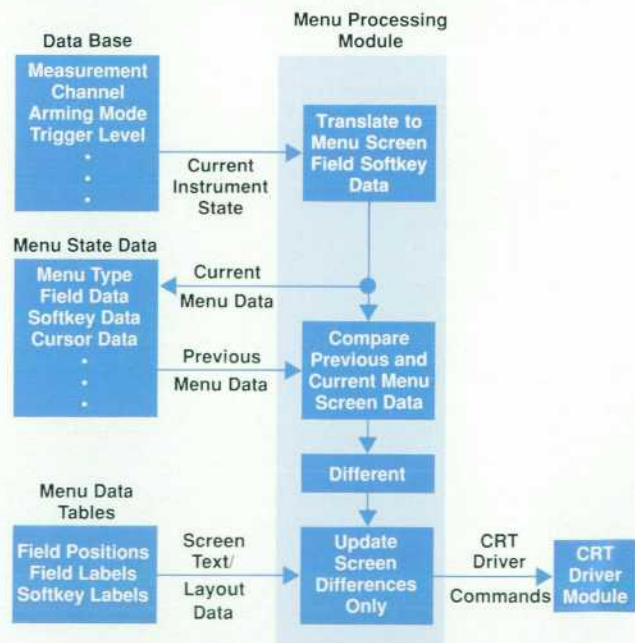 Menu Processing
Module
Data Base
Measurement
Channel
Arming Mode
Trigger Level
•
•
•
Current
Instrument
State
Translate to
Menu Screen
Field Softkey
Data
Menu State Data
Menu Type
Field Data
Softkey Data
Cursor Data
•
•
•
Current
Menu Data
Previous
Menu Data
Compare
Previous and
Current Menu
Screen Data
Different
Menu Data
Tables
Field Positions
Field Labels
Softkey Labels
Screen
Text/
Layout
Data
Update
Screen
Differences
Only
CRT
Driver
Commands
CRT
Driver
Module